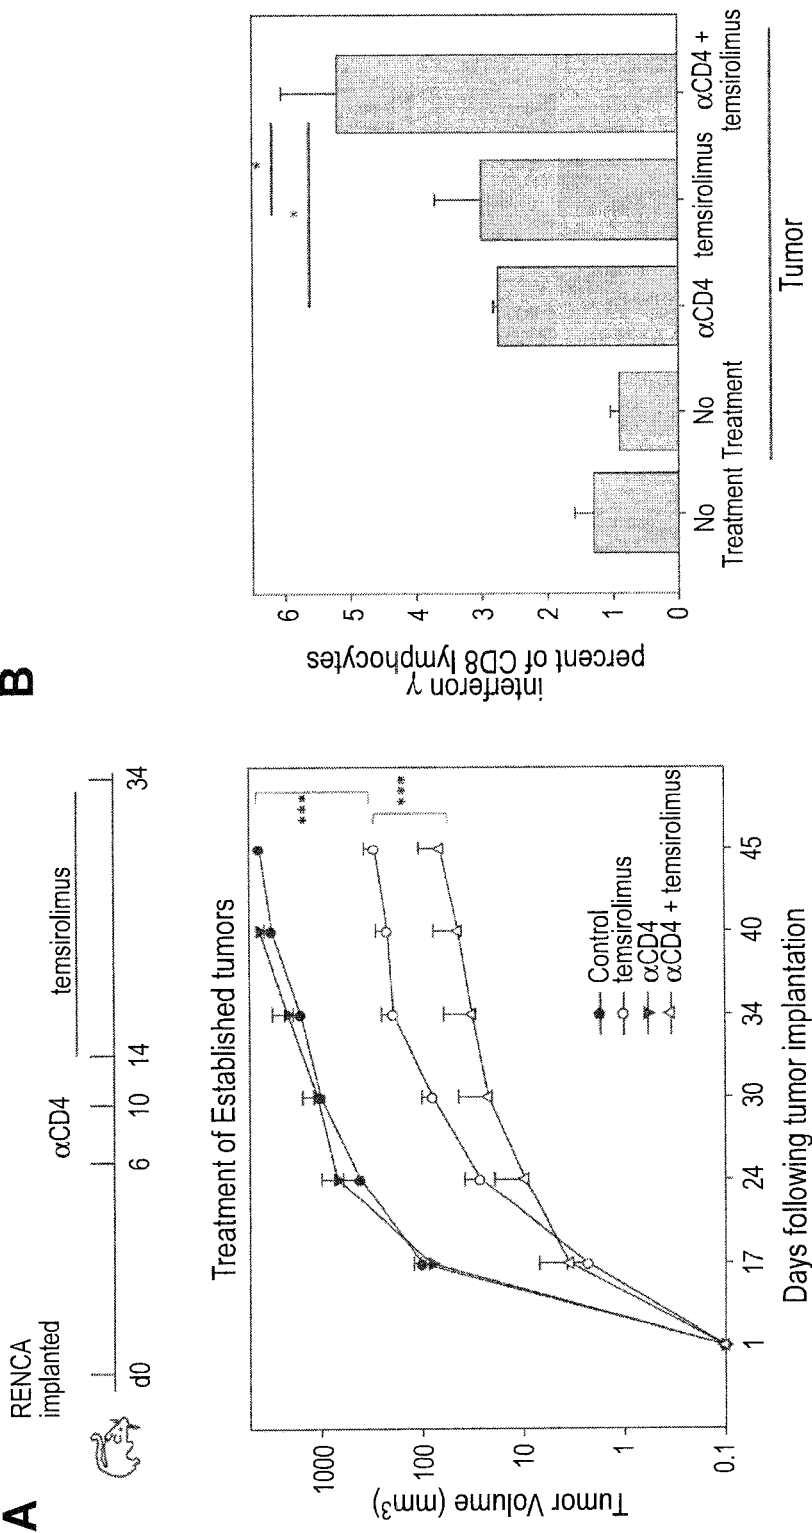 A
RENCA
implanted
αCD4
temsirolimus
d0
6
10
14
34
Treatment of Established tumors
Tumor Volume (mm3)
1000
100
10
1
0.1
***
***
Control
temsirolimus
αCD4
αCD4 + temsirolimus
1
17
24
30
34
40
45
Days following tumor implantation
B
interferon γ
percent of CD8 lymphocytes
6
5
4
3
2
1
0
*
*
No
Treatment
No
Treatment
αCD4
temsirolimus
αCD4 +
temsirolimus
Tumor